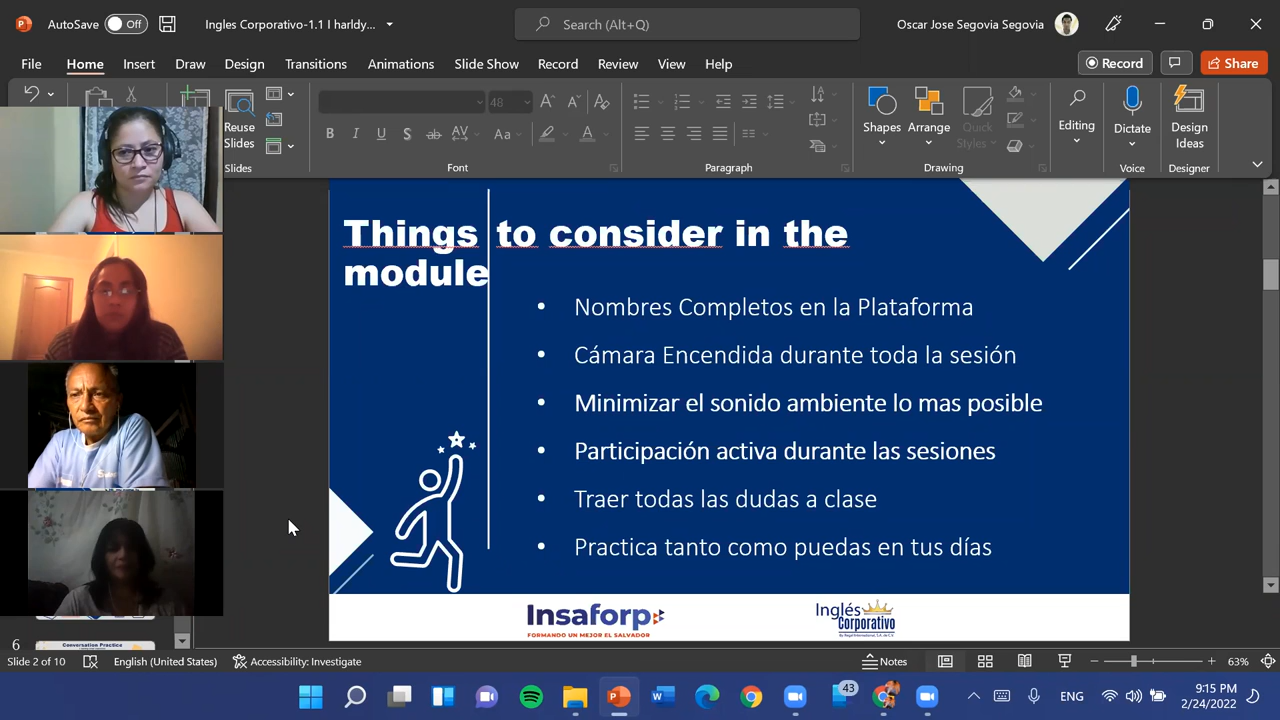 AutoSave Off Ingles Corporativo-1.1 I harldy... Search (Alt+Q) Oscar Jose Segovia Segovia
File Home Insert Draw Design Transitions Animations Slide Show Record Review View Help Record Share
48
Reuse Slides
Aa
Shapes Arrange Quick Styles Editing Dictate Design Ideas
Slides Font Paragraph Drawing Voice Designer
Things to consider in the
module
• Nombres Completos en la Plataforma
• Cámara Encendida durante toda la sesión
• Minimizar el sonido ambiente lo mas posible
• Participación activa durante las sesiones
• Traer todas las dudas a clase
• Practica tanto como puedas en tus días
Insaforp
FORMANDO UN MEJOR EL SALVADOR
Inglés
Corporativo
6
Conversation Practice
Slide 2 of 10 English (United States) Accessibility: Investigate Notes 63%
43
ENG 9:15 PM
2/24/2022